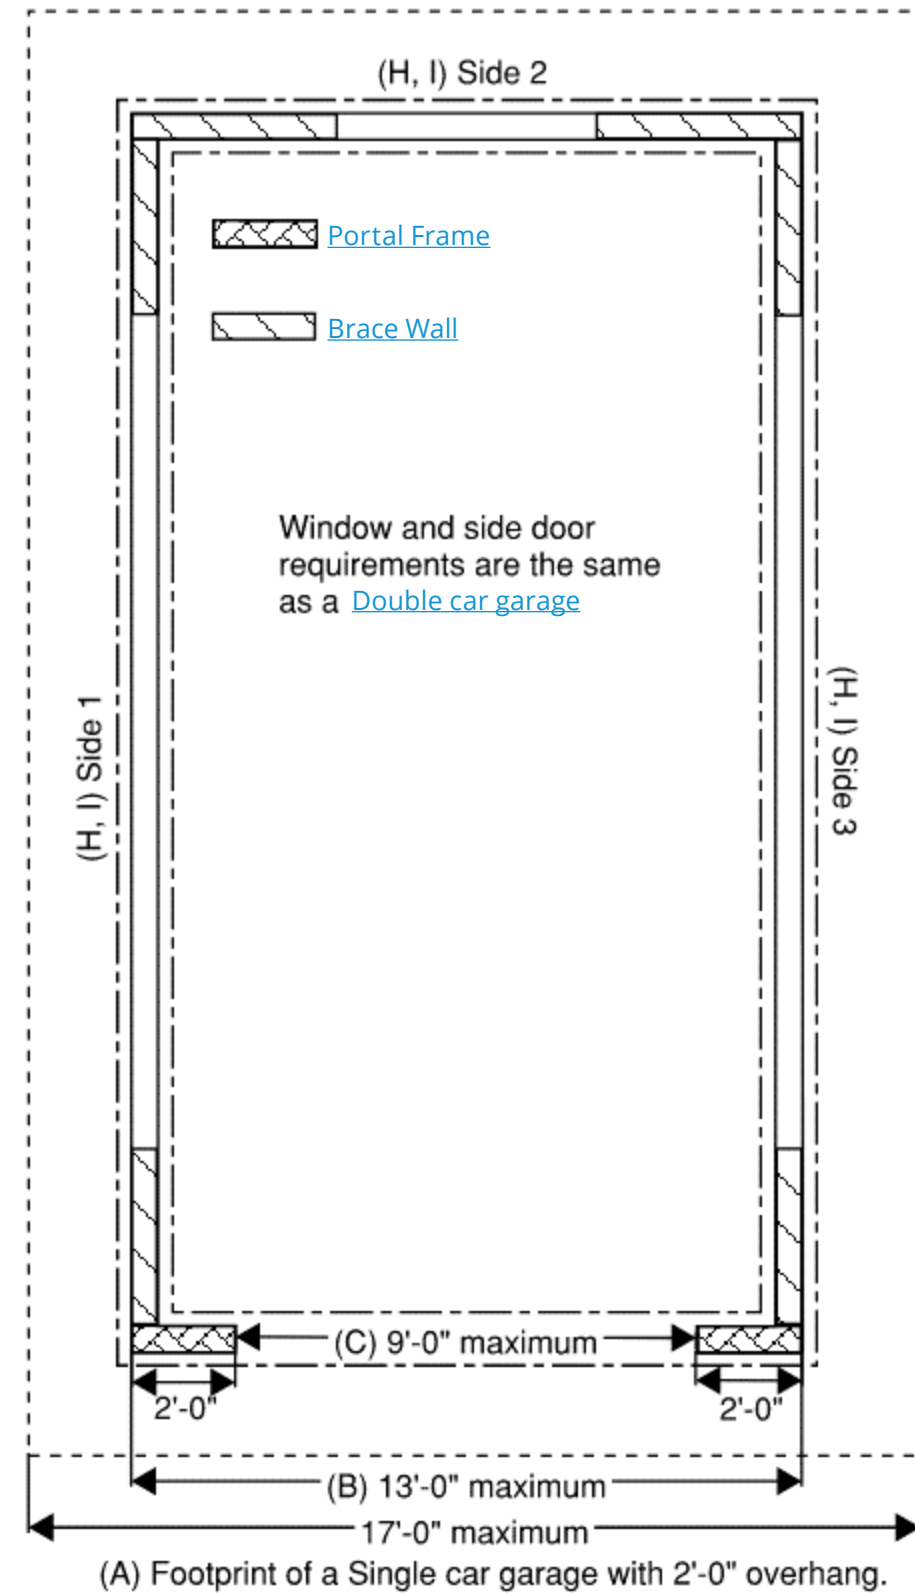 (H, I) Side 2
Portal Frame
Brace Wall
Window and side door
requirements are the same
as a Double car garage
(H, I) Side 1
(H, I) Side 3
(C) 9'-0" maximum
2'-0"
2'-0"
(B) 13'-0" maximum
17'-0" maximum
(A) Footprint of a Single car garage with 2'-0" overhang.